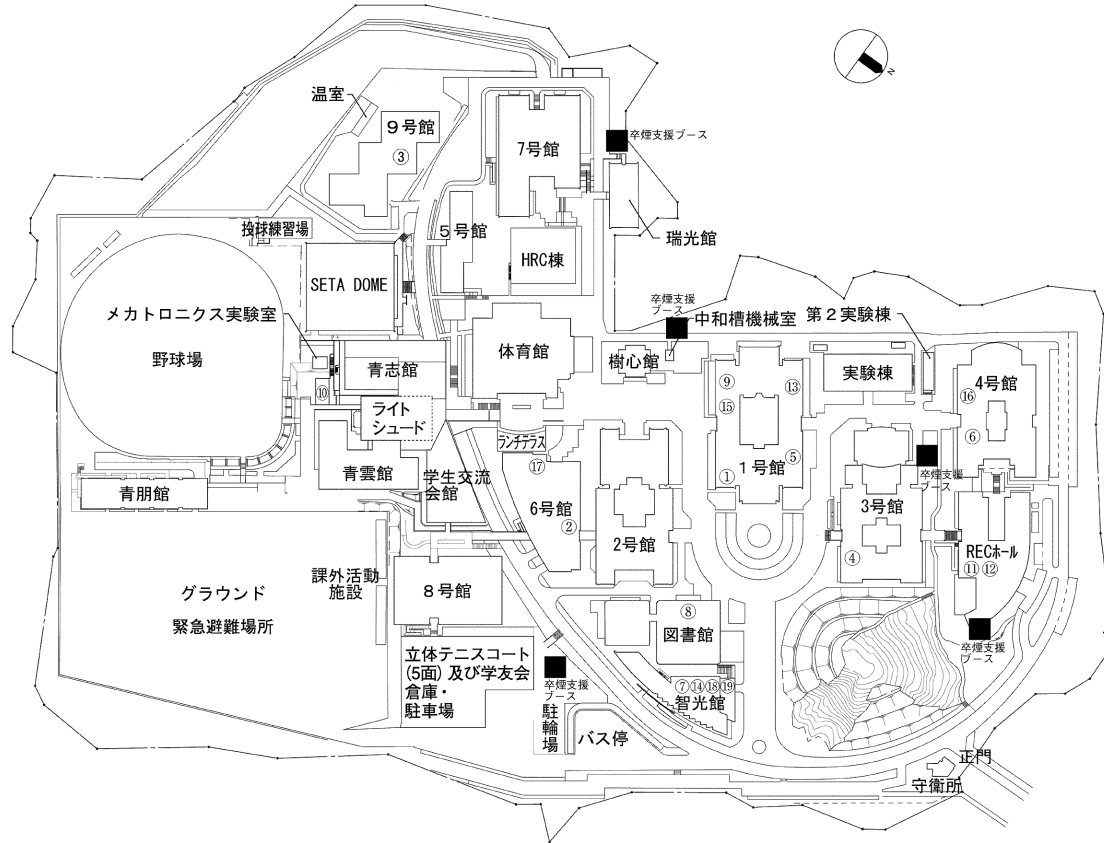 N
温室
9号館
③
7号館
卒煙支援ブース
瑞光館
投球練習場
5号館
HRC棟
SETA DOME
メカトロニクス実験室
野球場
⑩
青志館
ライト
シュード
体育館
ランチテラス
卒煙支援
ブース
中和槽機械室
樹心館
第2実験棟
実験棟
⑨
⑬
⑮
1号館
①
⑤
4号館
⑯
⑥
卒煙支援
ブース
3号館
④
RECホール
⑪⑫
卒煙支援
ブース
青朋館
青雲館
学生交流
会館
⑰
6号館
②
2号館
課外活動
施設
グラウンド
緊急避難場所
8号館
⑧
図書館
立体テニスコート
(5面)及び学友会
倉庫・
駐車場
卒煙支援
ブース
駐輪場
バス停
⑦⑭⑱⑲
智光館
正門
守衛所